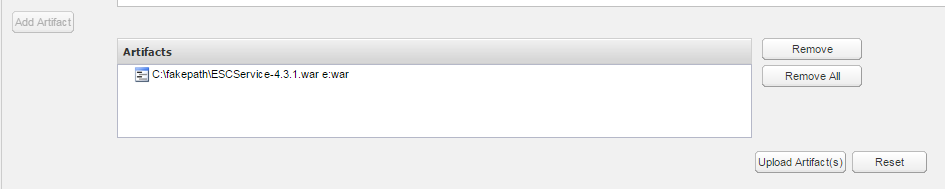 Add Artifact
Artifacts
Remove
C:\fakepath\ESCService-4.3.1.war e:war
Remove All
Upload Artifact(s)
Reset